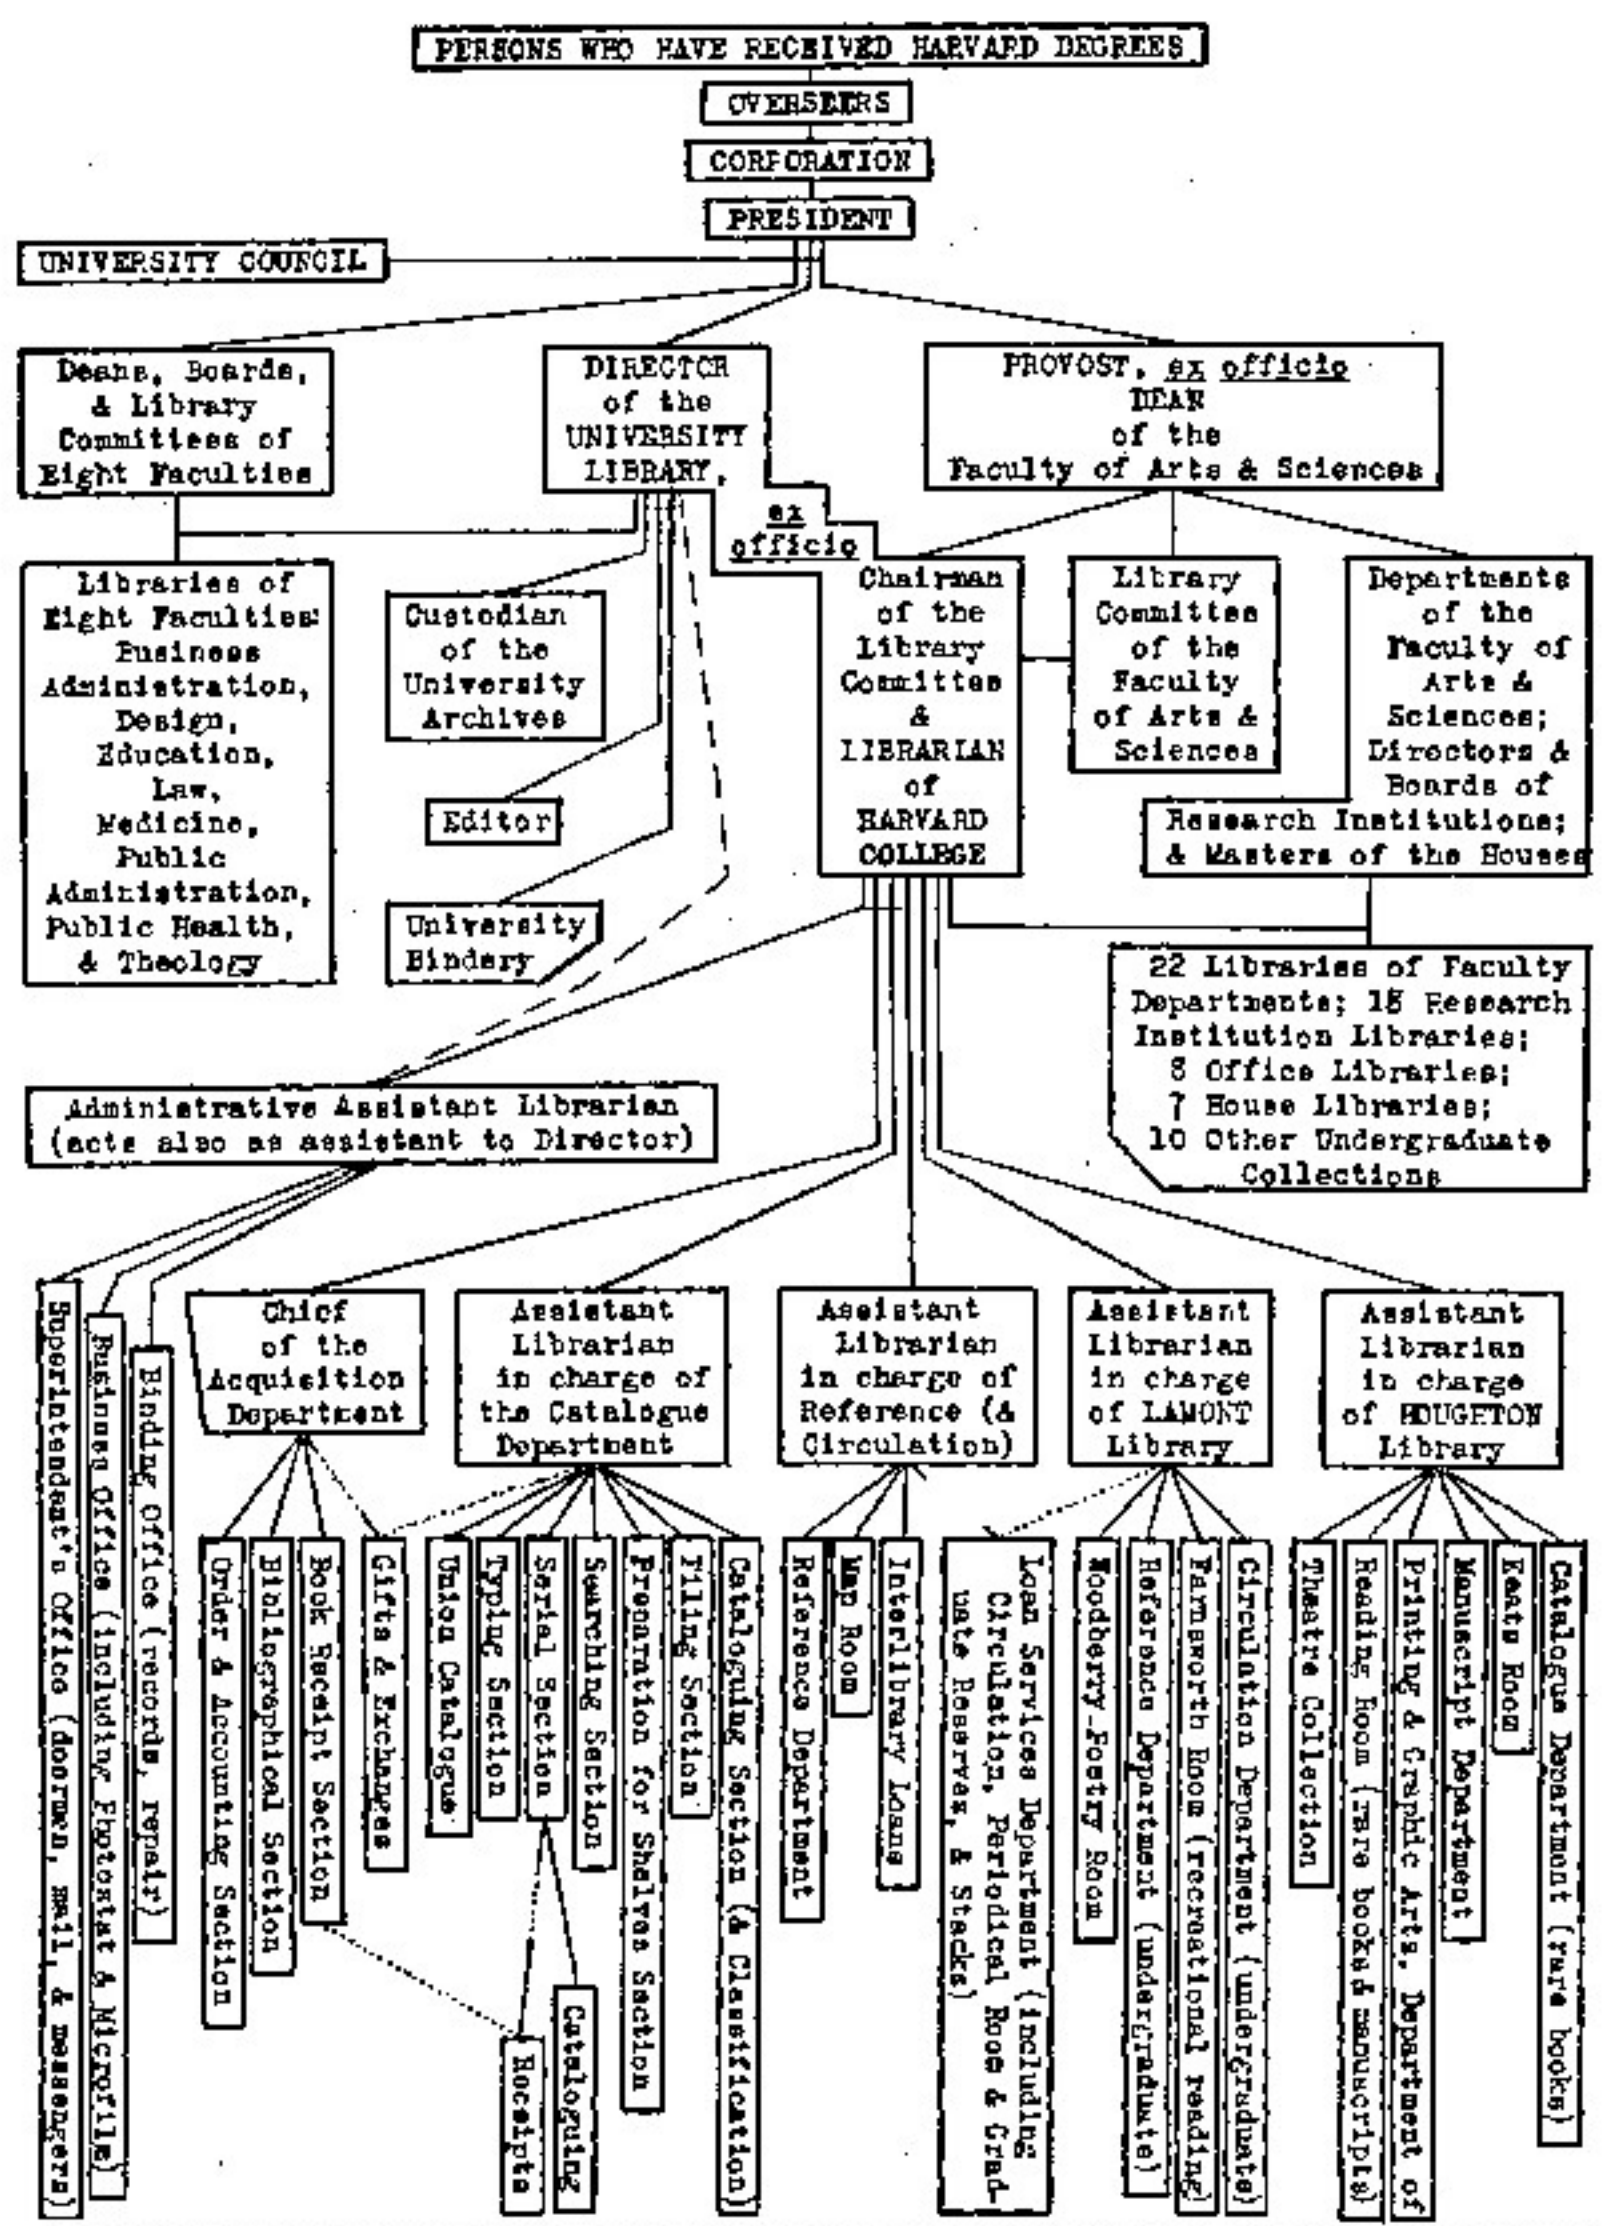 PERSONS WHO HAVE RECEIVED HARVARD DEGREES
OVERSEERS
CORPORATION
PRESIDENT
UNIVERSITY COUNCIL
Deans, Boards,
& Library
Committees of
Eight Faculties
DIRECTOR
of the
UNIVERSITY
LIBRARY,
ex
officio
Chairman
of the
Library
Committee
&
LIBRARIAN
of
HARVARD
COLLEGE
PROVOST, ex officio
DEAN
of the
Faculty of Arts & Sciences
Libraries of
Eight Faculties:
Business
Administration,
Design,
Education,
Law,
Medicine,
Public
Administration,
Public Health,
& Theology
Custodian
of the
University
Archives
Editor
University
Bindery
Library
Committee
of the
Faculty
of Arts &
Sciences
Departments
of the
Faculty of
Arts &
Sciences;
Directors &
Boards of
Research Institutions;
& Masters of the Houses
22 Libraries of Faculty
Departments; 18 Research
Institution Libraries;
8 Office Libraries;
7 House Libraries;
10 Other Undergraduate
Collections
Administrative Assistant Librarian
(acts also as assistant to Director)
Superintendant's Office (doormen, mail, & messengers)
Business Office (including Photostat & Microfilm)
Binding Office (records, repair)
Chief
of the
Acquisition
Department
Assistant
Librarian
in charge of
the Catalogue
Department
Assistant
Librarian
in charge of
Reference (&
Circulation)
Assistant
Librarian
in charge
of LAMONT
Library
Assistant
Librarian
in charge
of HOUGHTON
Library
Order & Accounting Section
Bibliographical Section
Book Receipt Section
Gifts & Exchanges
Union Catalogue
Typing Section
Serial Section
Searching Section
Preparation for Shelves Section
Filing Section
Cataloguing Section (& Classification)
Receipts
Cataloguing
Reference Department
Map Room
Interlibrary Loans
Loan Services Department (including
Circulation, Periodical Room & Grad-
uate Reserves, & Stacks)
Woodberry Poetry Room
Reference Department (undergraduate)
Farnsworth Room (recreational reading)
Circulation Department (undergraduate)
Theatre Collection
Reading Room (rare books & manuscripts)
Printing & Graphic Arts, Department of
Manuscript Department
Keats Room
Catalogue Department (rare books)